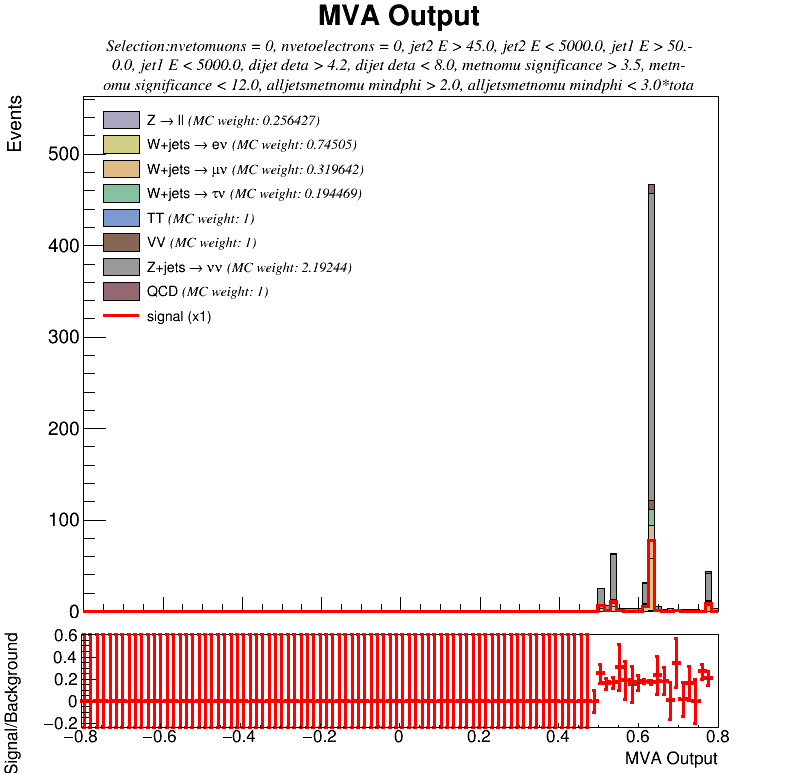 MVA Output
Selection:nvetomuons = 0, nvetoelectrons = 0, jet2 E > 45.0, jet2 E < 5000.0, jet1 E > 50.-
0.0, jet1 E < 5000.0, dijet deta > 4.2, dijet deta < 8.0, metnomu significance > 3.5, metn-
omu significance < 12.0, alljetsmetnomu mindphi > 2.0, alljetsmetnomu mindphi < 3.0*tota
Events
Z → ll (MC weight: 0.256427)
W+jets → eν (MC weight: 0.74505)
W+jets → μν (MC weight: 0.319642)
W+jets → τν (MC weight: 0.194469)
TT (MC weight: 1)
VV (MC weight: 1)
Z+jets → νν (MC weight: 2.19244)
QCD (MC weight: 1)
signal (x1)
500
400
300
200
100
0
Signal/Background
0.6
0.4
0.2
0
−0.2
−0.8 −0.6 −0.4 −0.2 0 0.2 0.4 0.6 0.8
MVA Output